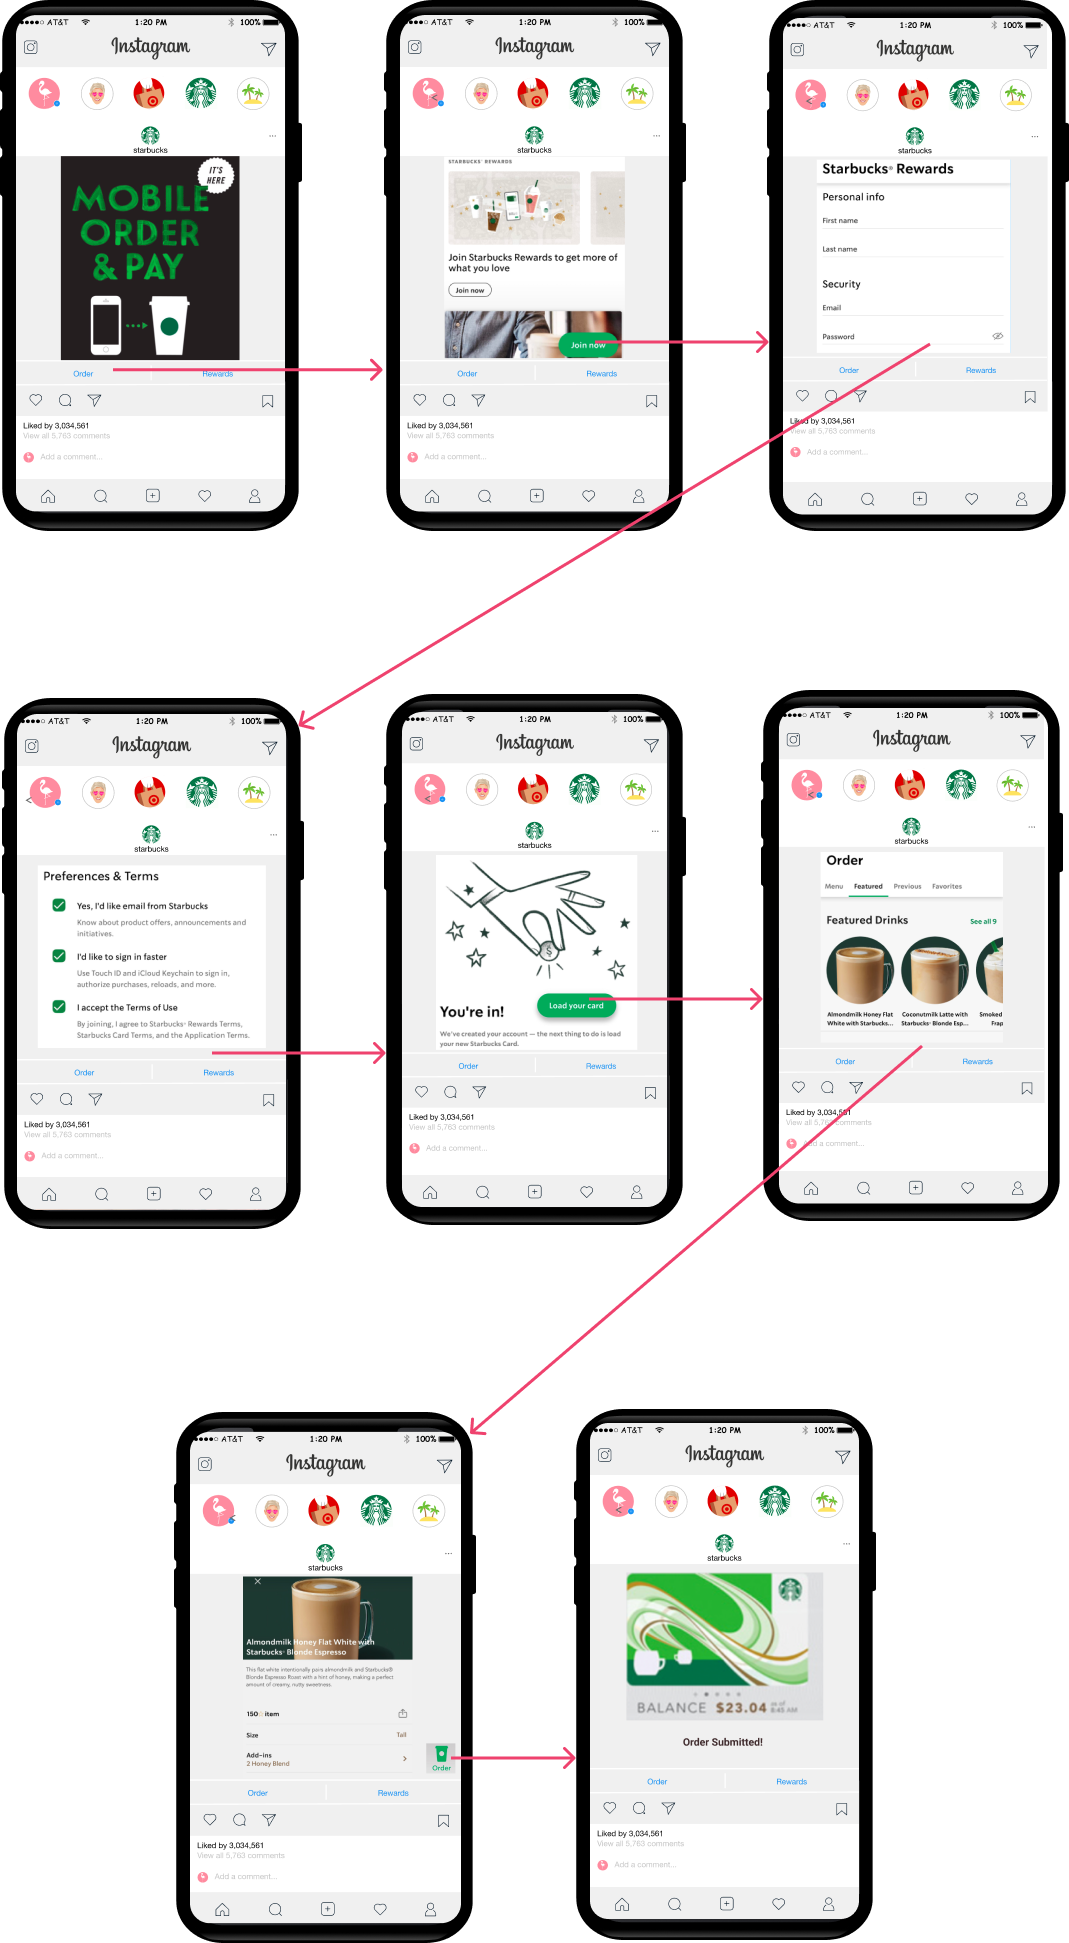 AT&T 1:20 PM 100%
Instagram
starbucks
IT'S
HERE
MOBILE
ORDER
& PAY
Order Rewards
Liked by 3,034,561
View all 5,763 comments
Add a comment...
AT&T 1:20 PM 100%
Instagram
starbucks
STARBUCKS® REWARDS
Join Starbucks Rewards to get more of
what you love
Join now
Join now
Order Rewards
Liked by 3,034,561
View all 5,763 comments
Add a comment...
AT&T 1:20 PM 100%
Instagram
starbucks
Starbucks® Rewards
Personal info
First name
Last name
Security
Email
Password
Order Rewards
Liked by 3,034,561
View all 5,763 comments
Add a comment...
AT&T 1:20 PM 100%
Instagram
starbucks
Preferences & Terms
Yes, I'd like email from Starbucks
Know about product offers, announcements and
initiatives.
I'd like to sign in faster
Use Touch ID and iCloud Keychain to sign in,
authorize purchases, reloads, and more.
I accept the Terms of Use
By joining, I agree to Starbucks® Rewards Terms,
Starbucks Card Terms, and the Application Terms.
Order Rewards
Liked by 3,034,561
View all 5,763 comments
Add a comment...
AT&T 1:20 PM 100%
Instagram
starbucks
$
You're in!
Load your card
We've created your account — the next thing to do is load
your new Starbucks Card.
Order Rewards
Liked by 3,034,561
View all 5,763 comments
Add a comment...
AT&T 1:20 PM 100%
Instagram
starbucks
Order
Menu Featured Previous Favorites
Featured Drinks See all 9
Almondmilk Honey Flat
White with Starbucks...
Coconutmilk Latte with
Starbucks® Blonde Esp...
Smoked
Frap
Order Rewards
Liked by 3,034,561
View all 5,763 comments
Add a comment...
AT&T 1:20 PM 100%
Instagram
starbucks
Almondmilk Honey Flat White with
Starbucks® Blonde Espresso
This flat white intentionally pairs almondmilk and Starbucks®
Blonde Espresso Roast with a hint of honey, making a perfect
amount of creamy, nutty sweetness.
150☆ item
Size Tall
Add-ins
2 Honey Blend
Order
Order Rewards
Liked by 3,034,561
View all 5,763 comments
Add a comment...
AT&T 1:20 PM 100%
Instagram
starbucks
BALANCE $23.04 as of
8:45 AM
Order Submitted!
Order Rewards
Liked by 3,034,561
View all 5,763 comments
Add a comment...